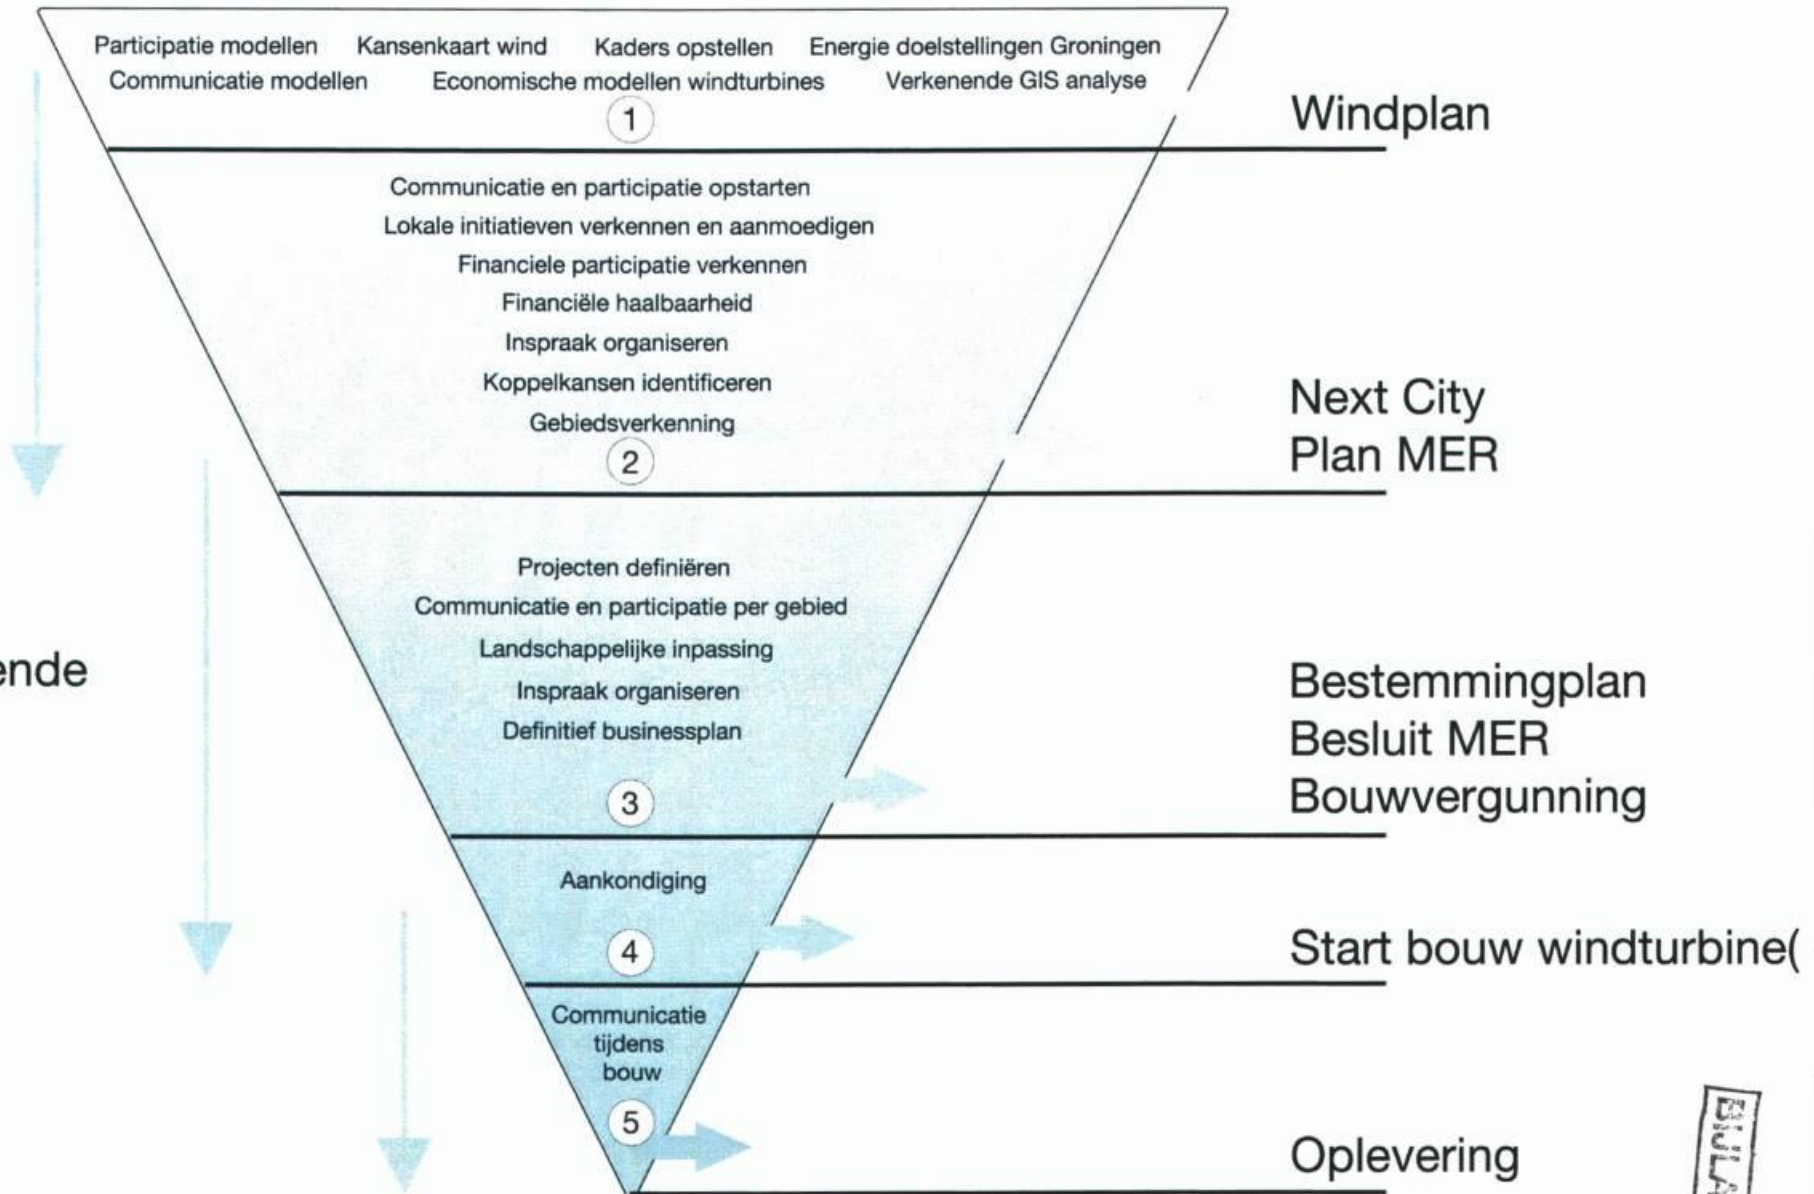 Participatie modellen Kansenkaart wind Kaders opstellen Energie doelstellingen Groningen
Communicatie modellen Economische modellen windturbines Verkenende GIS analyse
1
Windplan
Communicatie en participatie opstarten
Lokale initiatieven verkennen en aanmoedigen
Financiele participatie verkennen
Financiële haalbaarheid
Inspraak organiseren
Koppelkansen identificeren
Gebiedsverkenning
2
Next City
Plan MER
Projecten definiëren
Communicatie en participatie per gebied
Landschappelijke inpassing
Inspraak organiseren
Definitief businessplan
3
ende
Bestemmingplan
Besluit MER
Bouwvergunning
Aankondiging
4
Start bouw windturbine(
Communicatie
tijdens
bouw
5
Oplevering
BIJLA